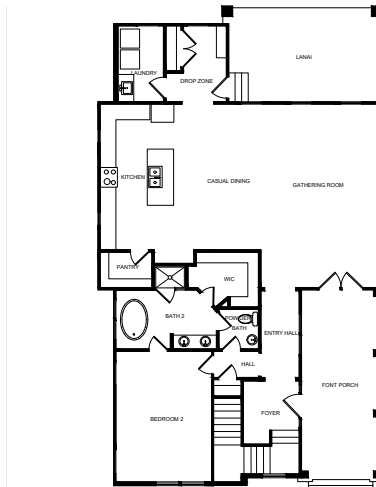 LANAI
LAUNDRY
DROP ZONE
KITCHEN
CASUAL DINING
GATHERING ROOM
PANTRY
WIC
BATH 2
POWDER
BATH
ENTRY HALL
HALL
FONT PORCH
FOYER
BEDROOM 2